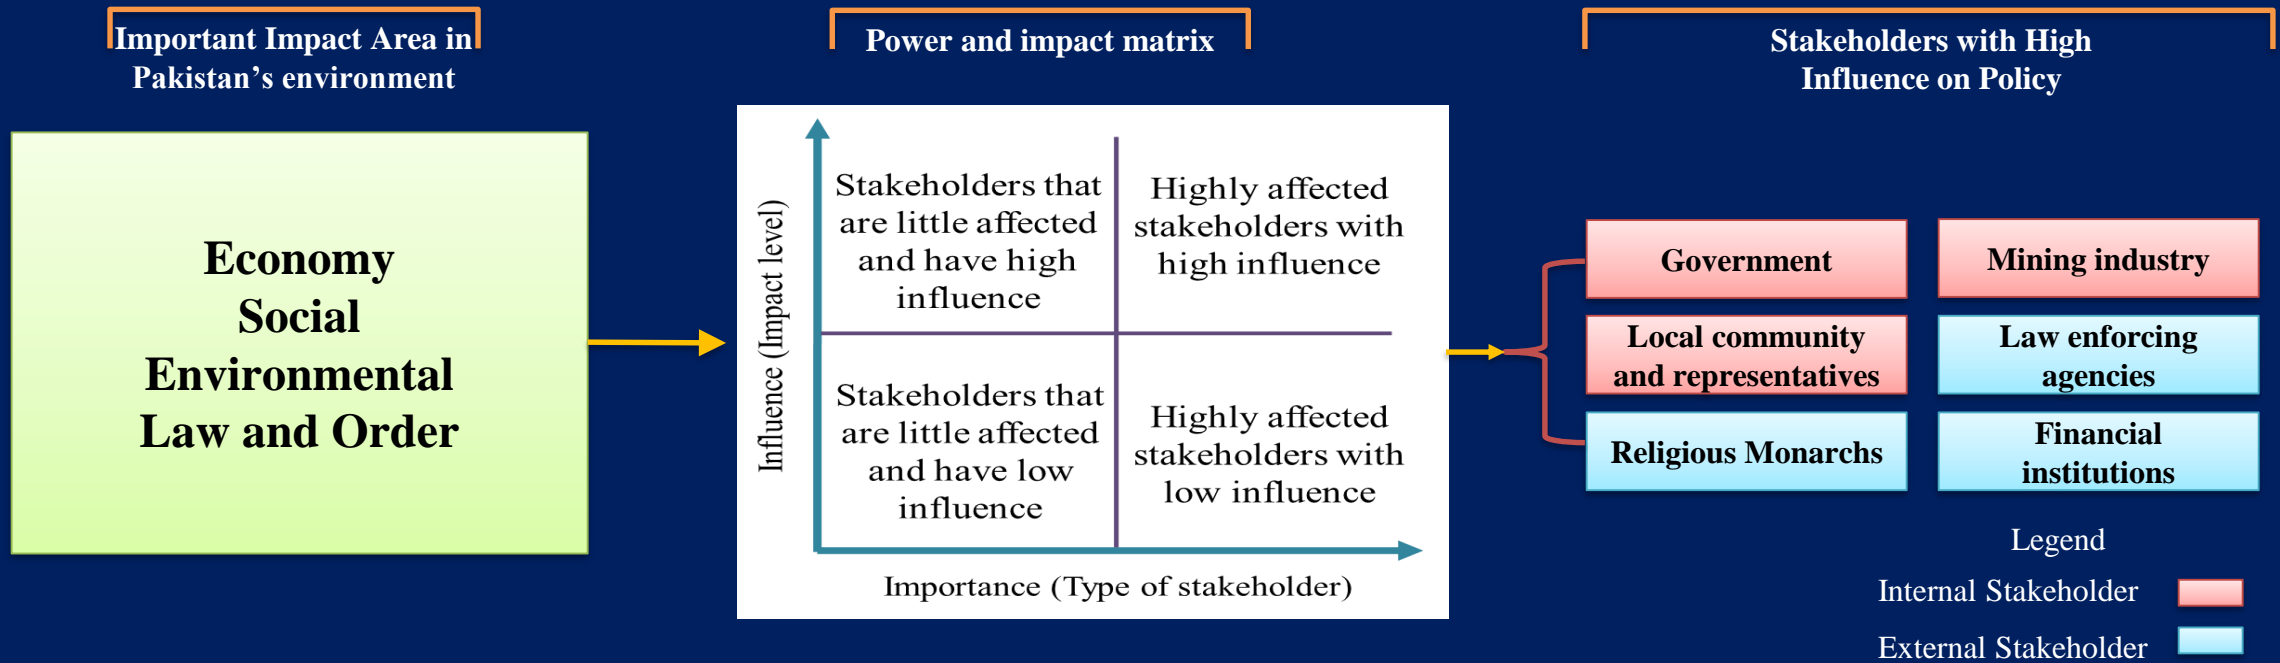 Important Impact Area in
Pakistan’s environment
Economy
Social
Environmental
Law and Order
Power and impact matrix
Influence (Impact level)
Stakeholders that
are little affected
and have high
influence
Highly affected
stakeholders with
high influence
Stakeholders that
are little affected
and have low
influence
Highly affected
stakeholders with
low influence
Importance (Type of stakeholder)
Stakeholders with High
Influence on Policy
Government
Mining industry
Local community
and representatives
Law enforcing
agencies
Religious Monarchs
Financial
institutions
Legend
Internal Stakeholder
External Stakeholder